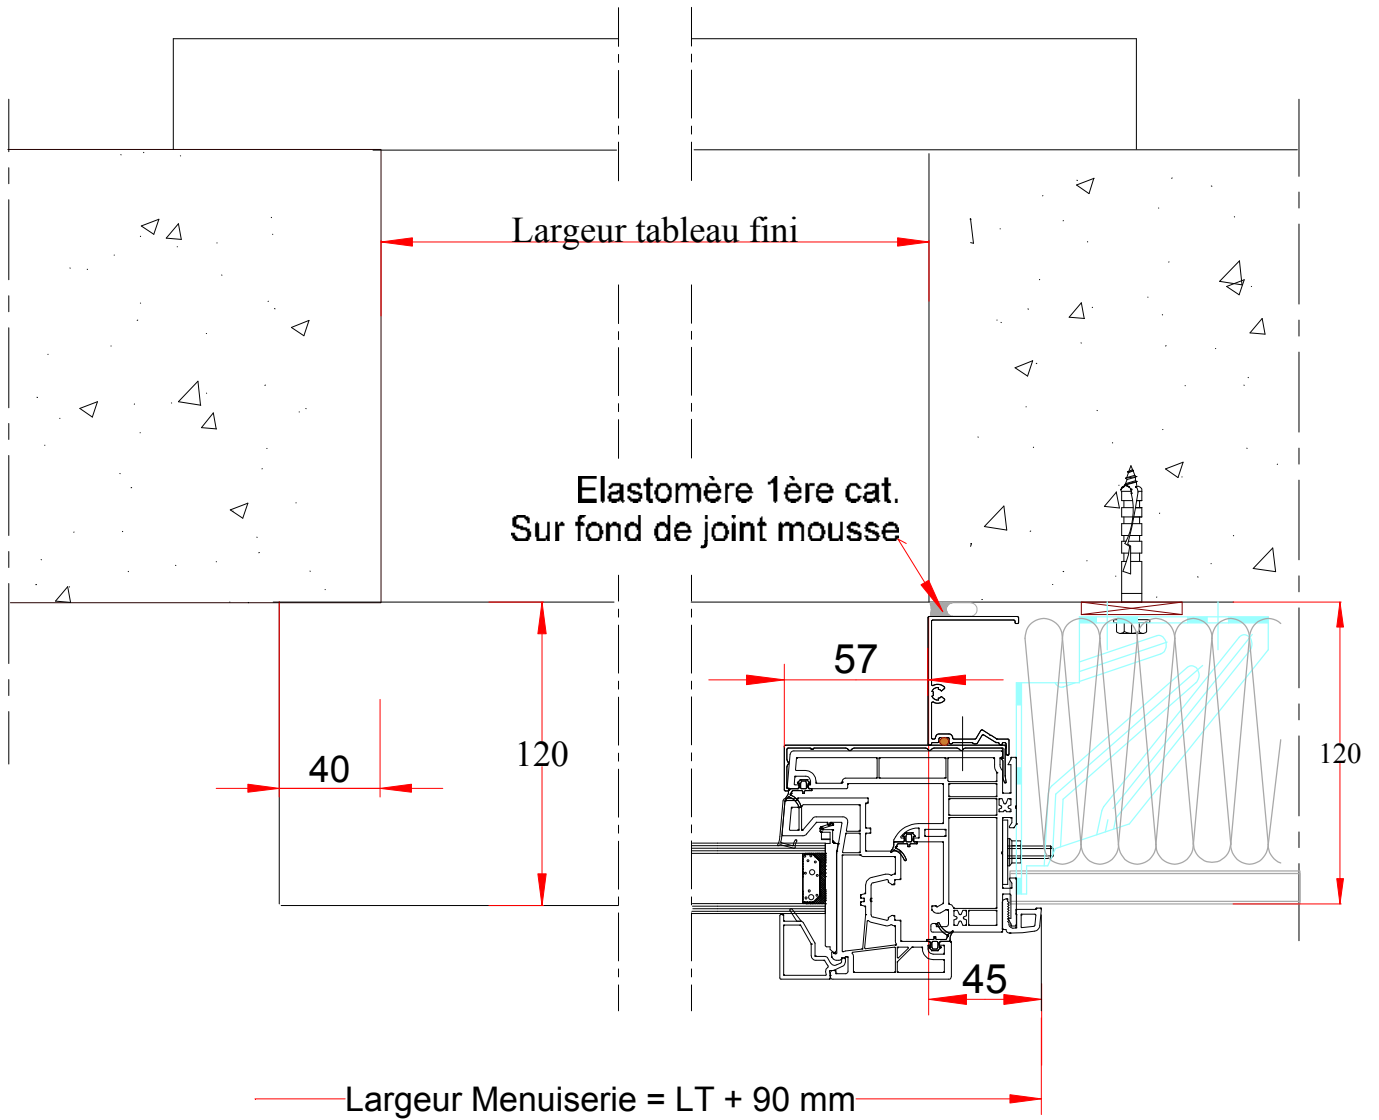 Largeur tableau fini
Elastomère 1ère cat.
Sur fond de joint mousse
57
40
120
120
45
Largeur Menuiserie = LT + 90 mm